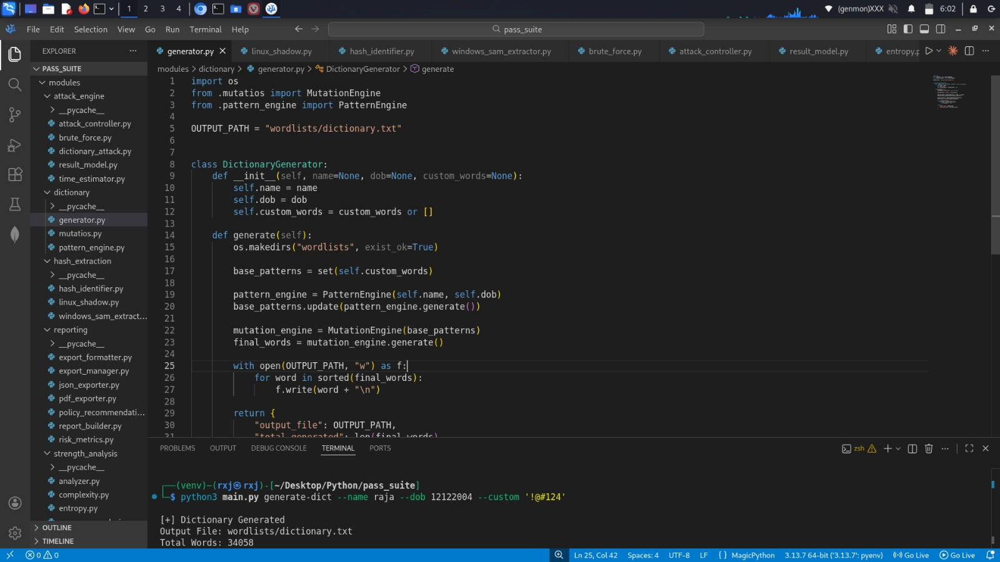 1 2 3 4 (genmon)XXX 6:02
File Edit Selection View Go Run Terminal Help pass_suite
EXPLORER
PASS_SUITE
modules
attack_engine
__pycache__
attack_controller.py
brute_force.py
dictionary_attack.py
result_model.py
time_estimator.py
dictionary
__pycache__
generator.py
mutatios.py
pattern_engine.py
hash_extraction
__pycache__
hash_identifier.py
linux_shadow.py
windows_sam_extract...
reporting
__pycache__
export_formatter.py
export_manager.py
json_exporter.py
pdf_exporter.py
policy_recommendati...
report_builder.py
risk_metrics.py
strength_analysis
__pycache__
analyzer.py
complexity.py
entropy.py
OUTLINE
TIMELINE
generator.py linux_shadow.py hash_identifier.py windows_sam_extractor.py brute_force.py attack_controller.py result_model.py entropy.p
modules > dictionary > generator.py > DictionaryGenerator > generate
1 import os
2 from .mutatios import MutationEngine
3 from .pattern_engine import PatternEngine
4
5 OUTPUT_PATH = "wordlists/dictionary.txt"
6
7
8 class DictionaryGenerator:
9 def __init__(self, name=None, dob=None, custom_words=None):
10 self.name = name
11 self.dob = dob
12 self.custom_words = custom_words or []
13
14 def generate(self):
15 os.makedirs("wordlists", exist_ok=True)
16
17 base_patterns = set(self.custom_words)
18
19 pattern_engine = PatternEngine(self.name, self.dob)
20 base_patterns.update(pattern_engine.generate())
21
22 mutation_engine = MutationEngine(base_patterns)
23 final_words = mutation_engine.generate()
24
25 with open(OUTPUT_PATH, "w") as f:
26 for word in sorted(final_words):
27 f.write(word + "\n")
28
29 return {
30 "output_file": OUTPUT_PATH,
31 "total_generated": len(final_words)
PROBLEMS OUTPUT DEBUG CONSOLE TERMINAL PORTS zsh
(venv)-(rxj㉿rxj)-[~/Desktop/Python/pass_suite]
$ python3 main.py generate-dict --name raja --dob 12122004 --custom '!@#124'
[+] Dictionary Generated
Output File: wordlists/dictionary.txt
Total Words: 34058
0 0 Ln 25, Col 42 Spaces: 4 UTF-8 LF { } MagicPython 3.13.7 64-bit ('3.13.7': pyenv) Go Live Go Live